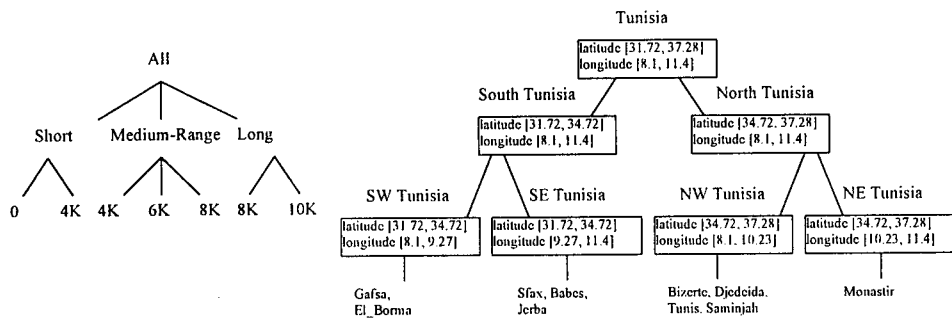 All
Short Medium-Range Long
0 4K 4K 6K 8K 8K 10K
Tunisia
latitude [31.72, 37.28]
longitude [8.1, 11.4]
South Tunisia
latitude [31.72, 34.72]
longitude [8.1, 11.4]
North Tunisia
latitude [34.72, 37.28]
longitude [8.1, 11.4]
SW Tunisia
latitude [31.72, 34.72]
longitude [8.1, 9.27]
Gafsa,
El_Borma
SE Tunisia
latitude [31.72, 34.72]
longitude [9.27, 11.4]
Sfax, Babes,
Jerba
NW Tunisia
latitude [34.72, 37.28]
longitude [8.1, 10.23]
Bizerte, Djedeida,
Tunis, Saminjah
NE Tunisia
latitude [34.72, 37.28]
longitude [10.23, 11.4]
Monastir